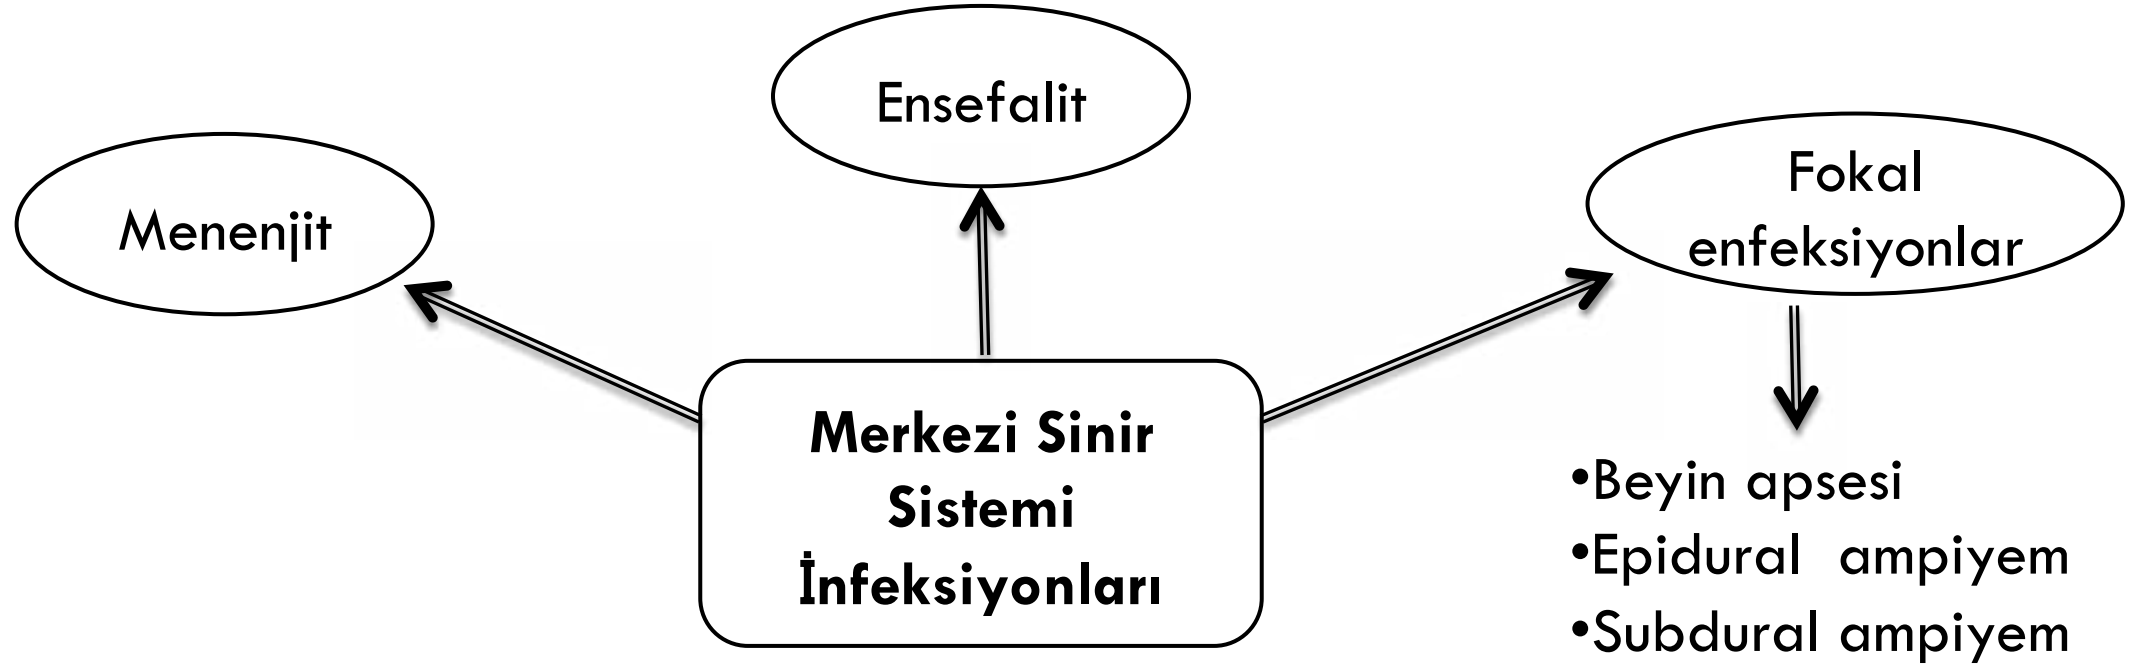 Ensefalit
Menenjit
Fokal
enfeksiyonlar
Merkezi Sinir
Sistemi
İnfeksiyonları
•Beyin apsesi
•Epidural ampiyem
•Subdural ampiyem